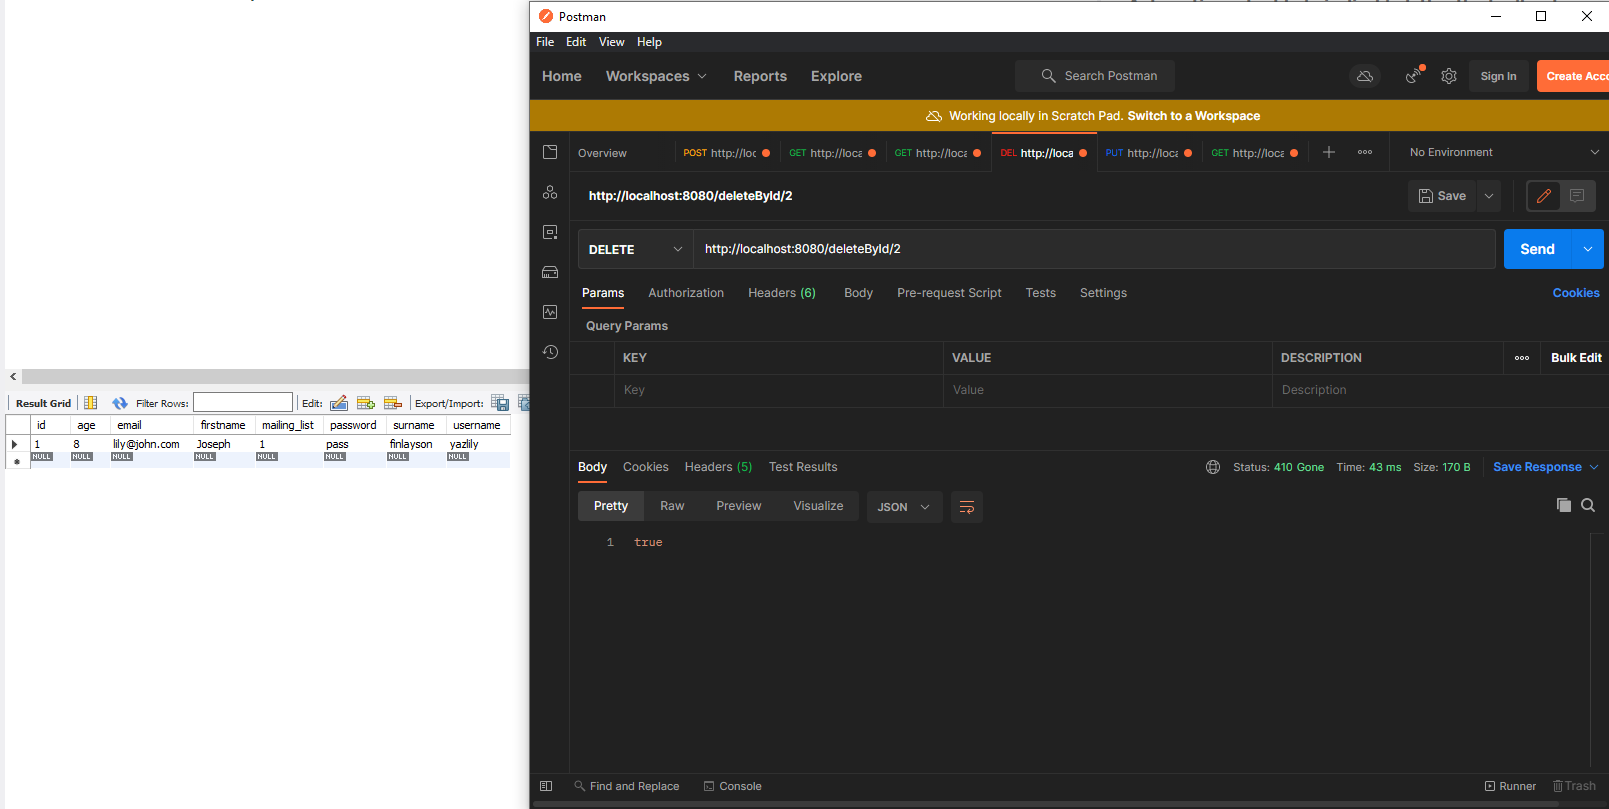 Postman
File Edit View Help
Home Workspaces Reports Explore Search Postman Sign In Create Acco
Working locally in Scratch Pad. Switch to a Workspace
Overview POST http://loc GET http://loca GET http://loca DEL http://loca PUT http://loca GET http://loca No Environment
http://localhost:8080/deleteById/2 Save
DELETE http://localhost:8080/deleteById/2 Send
Params Authorization Headers (6) Body Pre-request Script Tests Settings Cookies
Query Params
KEY VALUE DESCRIPTION Bulk Edit
Key Value Description
Result Grid Filter Rows: Edit: Export/Import:
id age email firstname mailing_list password surname username
1 8 lily@john.com Joseph 1 pass finlayson yazlily
NULL NULL NULL NULL NULL NULL NULL NULL
Body Cookies Headers (5) Test Results Status: 410 Gone Time: 43 ms Size: 170 B Save Response
Pretty Raw Preview Visualize JSON
1 true
Find and Replace Console Runner Trash